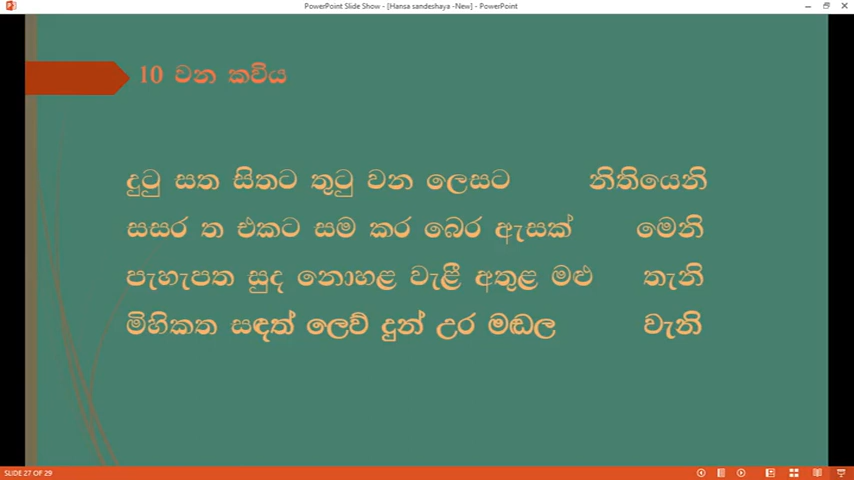 PowerPoint Slide Show - [Hansa sandeshaya -New] - PowerPoint
10 වන කවිය
දුටු සත සිතට තුටු වන ලෙසට නිතියෙනි
සසර ත එකට සම කර බෙර ඇසක් මෙනි
පැහැපත සුද නොහළ වැළී අතුළ මළු තැනි
මිහිකත සඳත් ලෙව් දුන් උර මඬල වැනි
SLIDE 27 OF 29